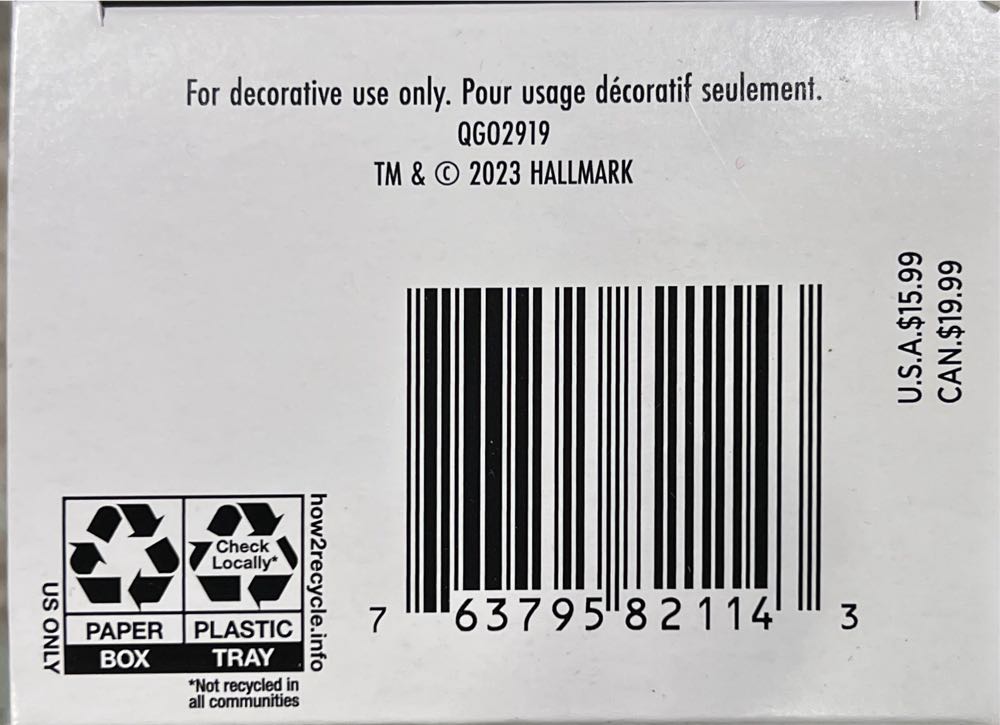 For decorative use only. Pour usage décoratif seulement.
QGO2919
TM & © 2023 HALLMARK
U.S.A.$15.99
CAN.$19.99
7 63795 82114 3
US ONLY
how2recycle.info
Check
Locally*
PAPER PLASTIC
BOX TRAY
*Not recycled in
all communities